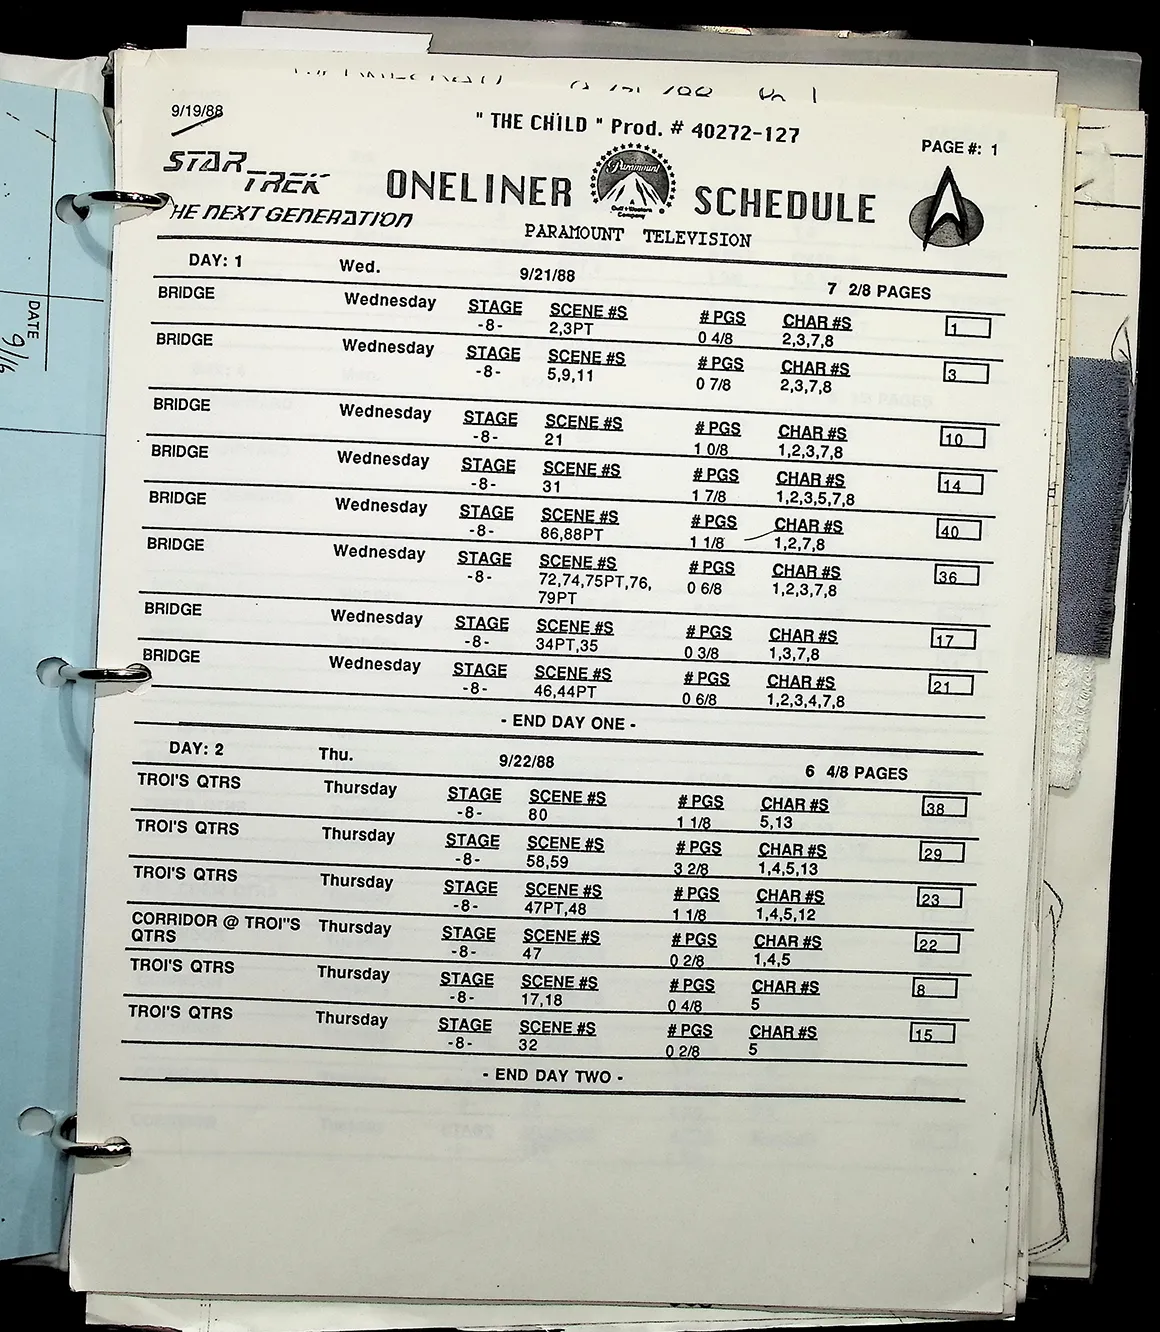 9/19/88
" THE CHILD " Prod. # 40272-127
PAGE #: 1
STAR TREK
HE NEXT GENERATION
ONELINER SCHEDULE
Paramount
A
Gulf+Western
Company
PARAMOUNT TELEVISION
DAY: 1 Wed. 9/21/88 7 2/8 PAGES
BRIDGE Wednesday STAGE SCENE #S # PGS CHAR #S 1
-8- 2,3PT 0 4/8 2,3,7,8
BRIDGE Wednesday STAGE SCENE #S # PGS CHAR #S 3
-8- 5,9,11 0 7/8 2,3,7,8
BRIDGE Wednesday STAGE SCENE #S # PGS CHAR #S 10
-8- 21 1 0/8 1,2,3,7,8
BRIDGE Wednesday STAGE SCENE #S # PGS CHAR #S 14
-8- 31 1 7/8 1,2,3,5,7,8
BRIDGE Wednesday STAGE SCENE #S # PGS CHAR #S 40
-8- 86,88PT 1 1/8 1,2,7,8
BRIDGE Wednesday STAGE SCENE #S # PGS CHAR #S 36
-8- 72,74,75PT,76, 0 6/8 1,2,3,7,8
79PT
BRIDGE Wednesday STAGE SCENE #S # PGS CHAR #S 17
-8- 34PT,35 0 3/8 1,3,7,8
BRIDGE Wednesday STAGE SCENE #S # PGS CHAR #S 21
-8- 46,44PT 0 6/8 1,2,3,4,7,8
- END DAY ONE -
DAY: 2 Thu. 9/22/88 6 4/8 PAGES
TROI'S QTRS Thursday STAGE SCENE #S # PGS CHAR #S 38
-8- 80 1 1/8 5,13
TROI'S QTRS Thursday STAGE SCENE #S # PGS CHAR #S 29
-8- 58,59 3 2/8 1,4,5,13
TROI'S QTRS Thursday STAGE SCENE #S # PGS CHAR #S 23
-8- 47PT,48 1 1/8 1,4,5,12
CORRIDOR @ TROI"S Thursday STAGE SCENE #S # PGS CHAR #S 22
QTRS -8- 47 0 2/8 1,4,5
TROI'S QTRS Thursday STAGE SCENE #S # PGS CHAR #S 8
-8- 17,18 0 4/8 5
TROI'S QTRS Thursday STAGE SCENE #S # PGS CHAR #S 15
-8- 32 0 2/8 5
- END DAY TWO -
DATE